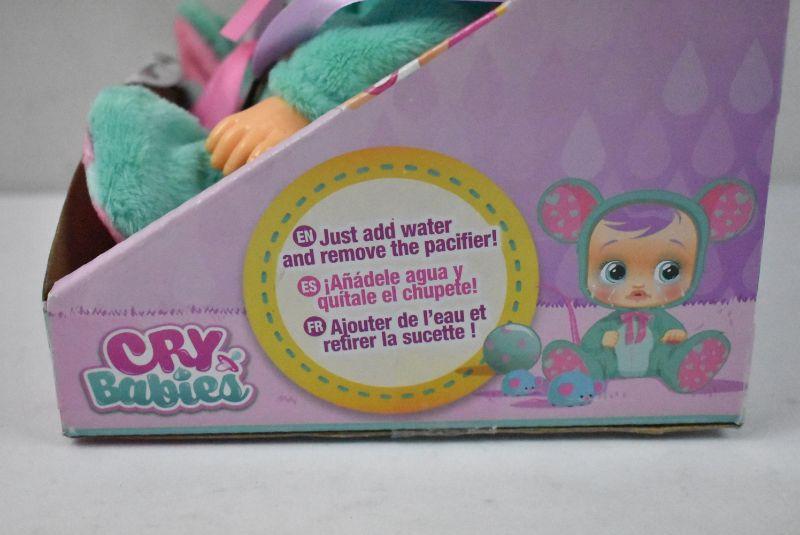 EN Just add water
and remove the pacifier!
ES ¡Añádele agua y
quítale el chupete!
FR Ajouter de l'eau et
retirer la sucette !
CRY
Babies